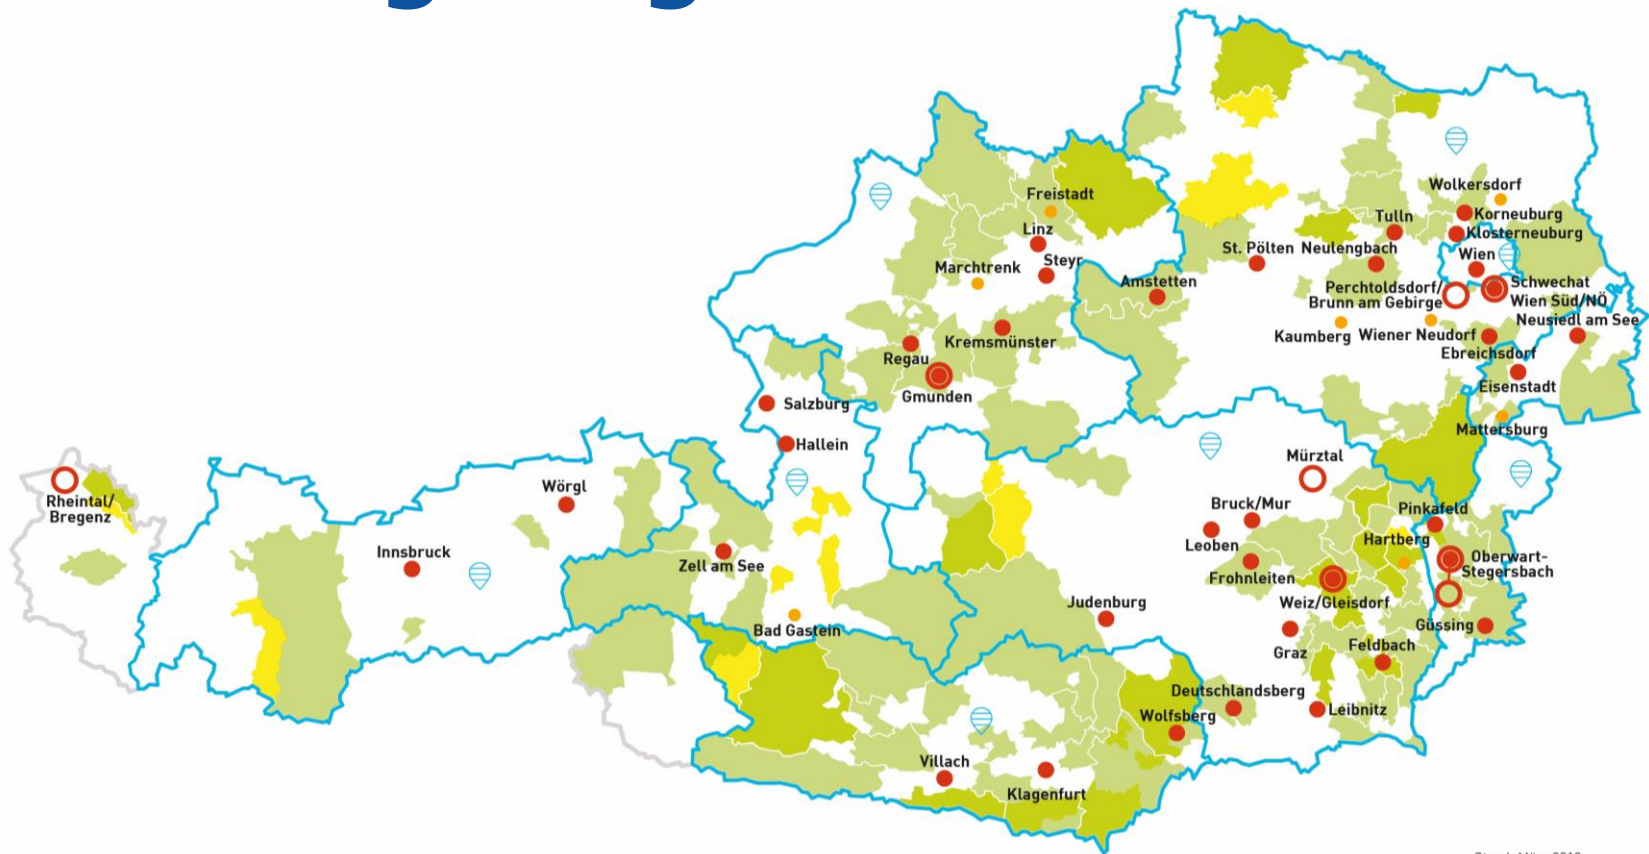 Freistadt
Linz
Steyr
Marchtrenk
Wolkersdorf
Korneuburg
Klosterneuburg
Tulln
Wien
St. Pölten
Neulengbach
Amstetten
Perchtoldsdorf/
Brunn am Gebirge
Schwechat
Wien Süd/NÖ
Neusiedl am See
Kaumberg
Wiener Neudorf
Ebreichsdorf
Eisenstadt
Mattersburg
Kremsmünster
Regau
Gmunden
Salzburg
Hallein
Rheintal/
Bregenz
Wörgl
Innsbruck
Zell am See
Bad Gastein
Mürztal
Bruck/Mur
Leoben
Frohnleiten
Pinkafeld
Hartberg
Oberwart-
Stegersbach
Weiz/Gleisdorf
Güssing
Judenburg
Graz
Feldbach
Deutschlandsberg
Leibnitz
Wolfsberg
Villach
Klagenfurt